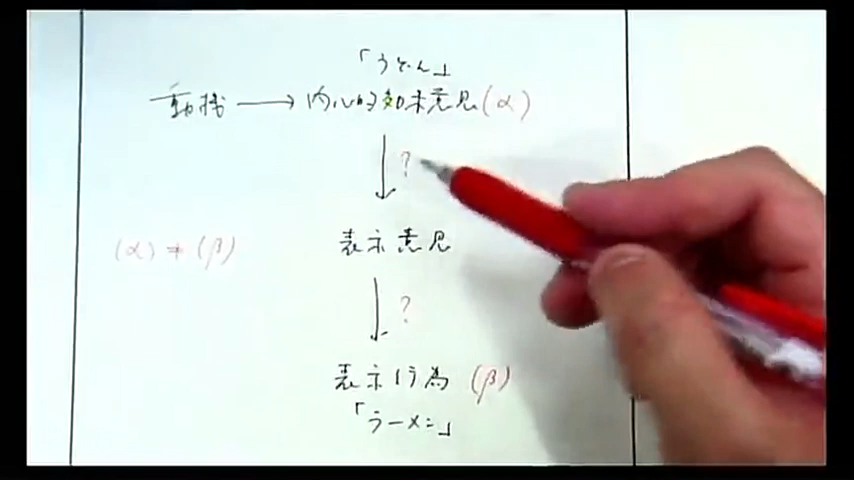 「うどん」
動機 → 内心的効果意思(α)
?
表示意思
(α) ≠ (β)
?
表示行為 (β)
「ラーメン」